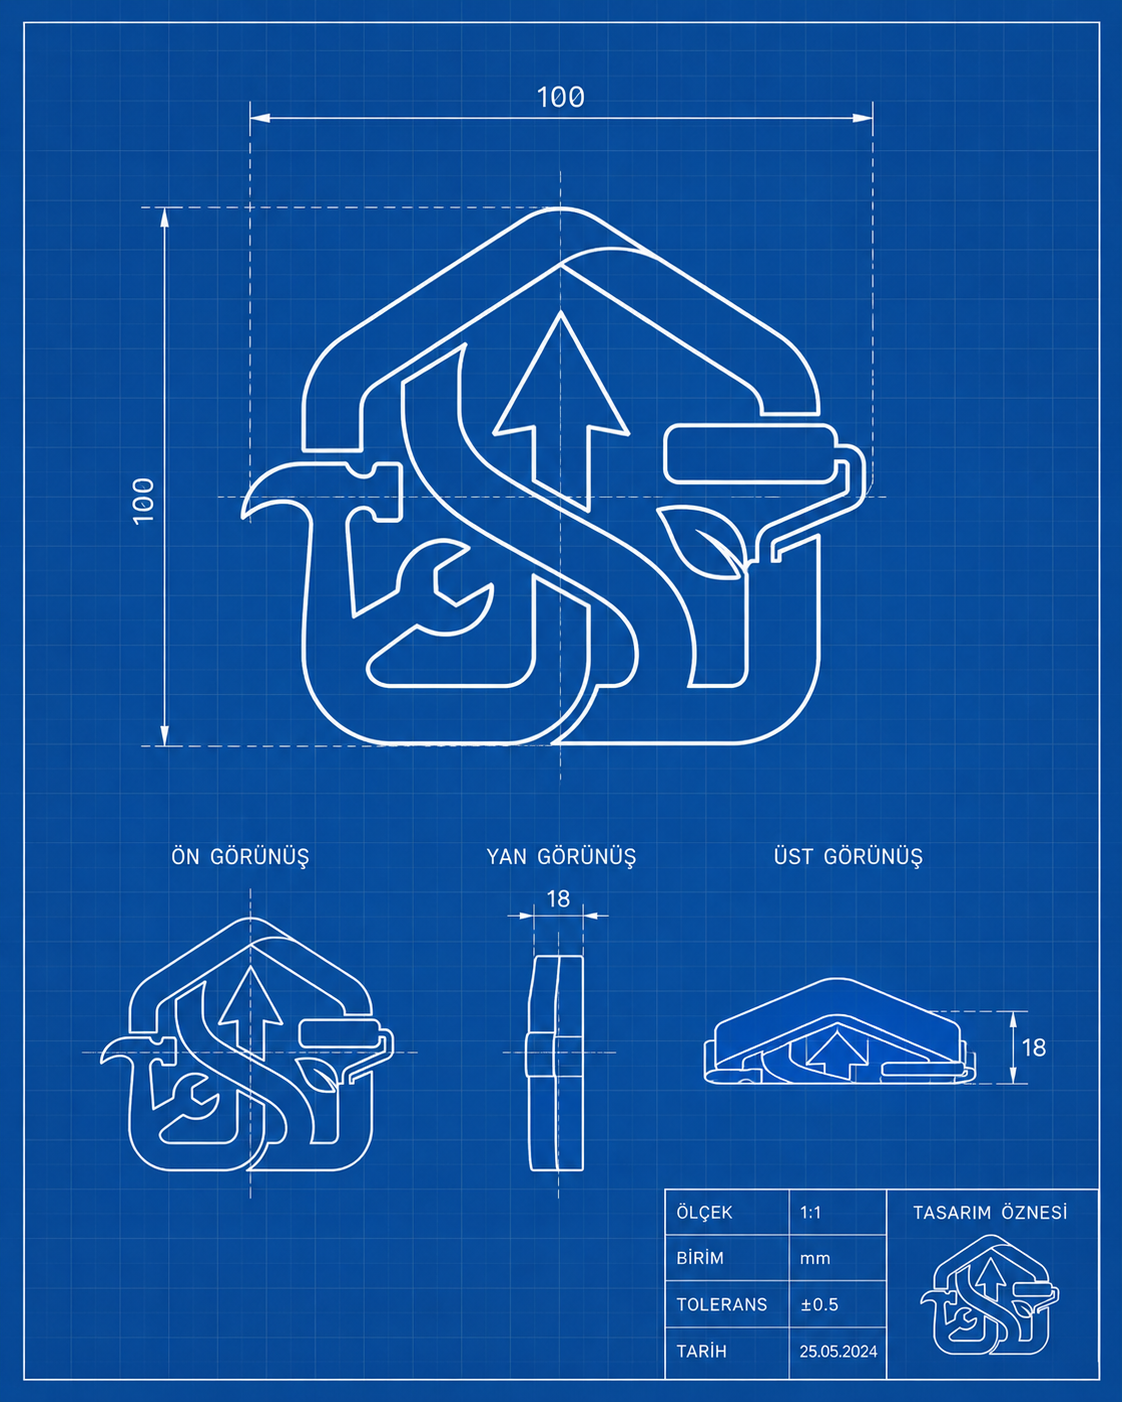 100
100
ÖN GÖRÜNÜŞ
YAN GÖRÜNÜŞ
ÜST GÖRÜNÜŞ
18
18
ÖLÇEK 1:1
BİRİM mm
TOLERANS ±0.5
TARİH 25.05.2024
TASARIM ÖZNESİ